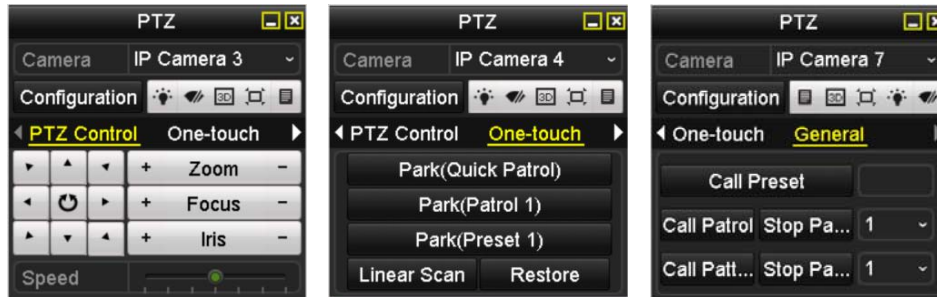 PTZ
Camera IP Camera 3
Configuration 3D
PTZ Control One-touch
+ Zoom -
+ Focus -
+ Iris -
Speed
PTZ
Camera IP Camera 4
Configuration 3D
PTZ Control One-touch
Park(Quick Patrol)
Park(Patrol 1)
Park(Preset 1)
Linear Scan Restore
PTZ
Camera IP Camera 7
Configuration 3D
One-touch General
Call Preset
Call Patrol Stop Pa... 1
Call Patt... Stop Pa... 1